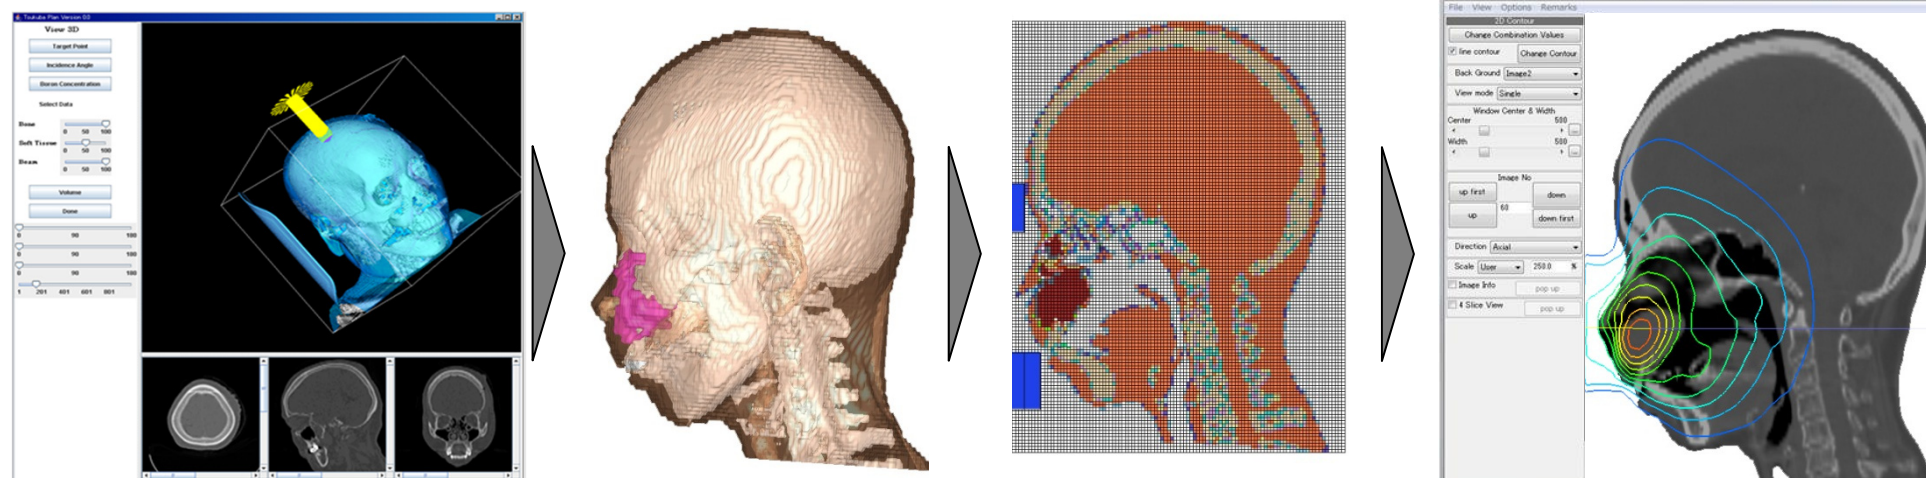 Tsukuba Plan Version 0.0
View 3D
Target Point
Incidence Angle
Boron Concentration
Select Data
Bone
0 50 100
Soft Tissue
0 50 100
Beam
0 50 100
Volume
Done
0 90 180
0 90 180
0 90 180
1 201 401 601 801
File View Options Remarks
2D Contour
Change Combination Values
line contour Change Contour
Back Ground Image2
View mode Single
Window Center & Width
Center 500
...
Width 500
...
Image No
up first down
60
up down first
Direction Axial
Scale User 250.0 %
Image Info pop up
4 Slice View pop up